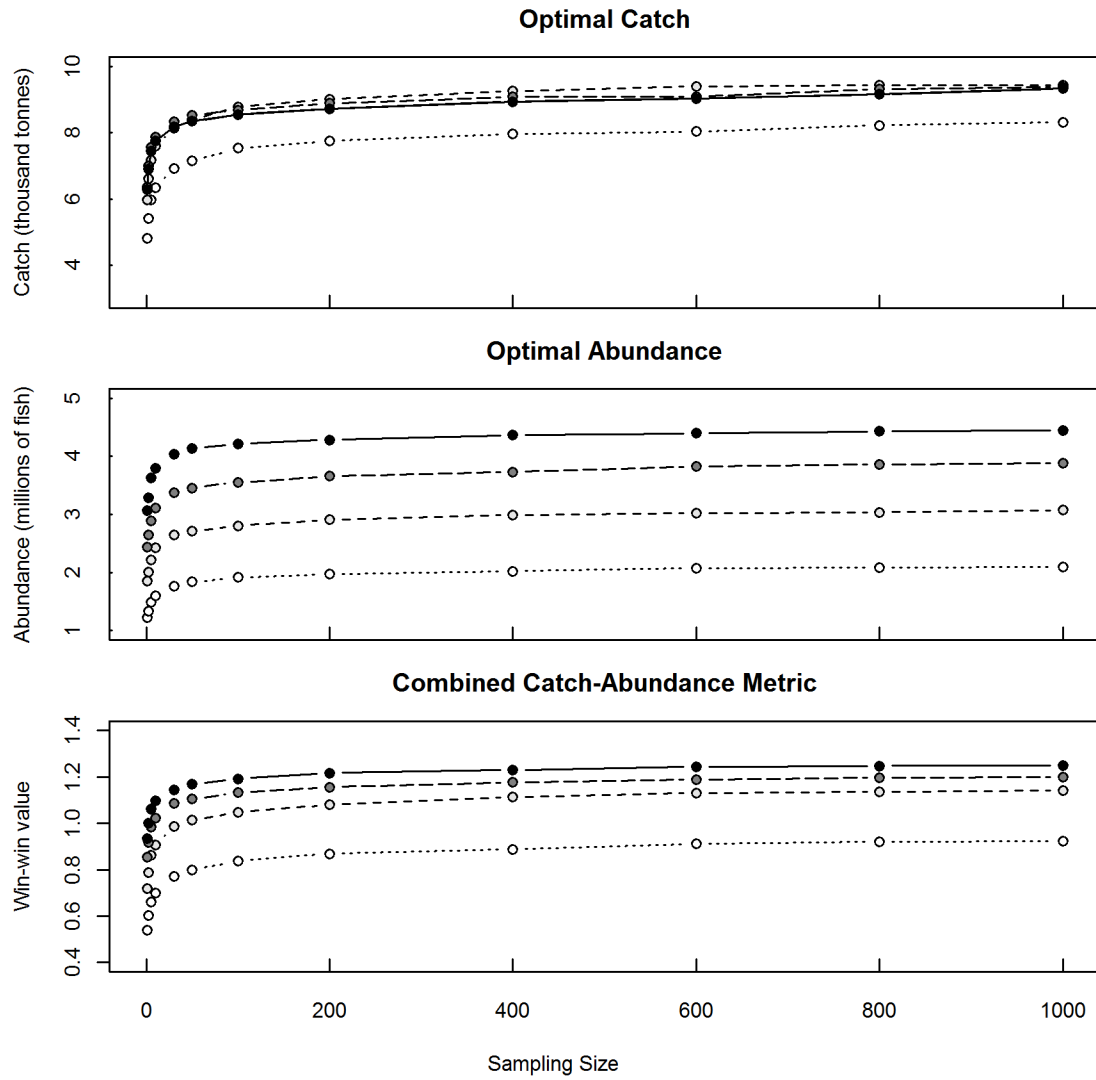 Optimal Catch
Catch (thousand tonnes)
10
8
6
4
Optimal Abundance
Abundance (millions of fish)
5
4
3
2
1
Combined Catch-Abundance Metric
Win-win value
1.4
1.2
1.0
0.8
0.6
0.4
0 200 400 600 800 1000
Sampling Size